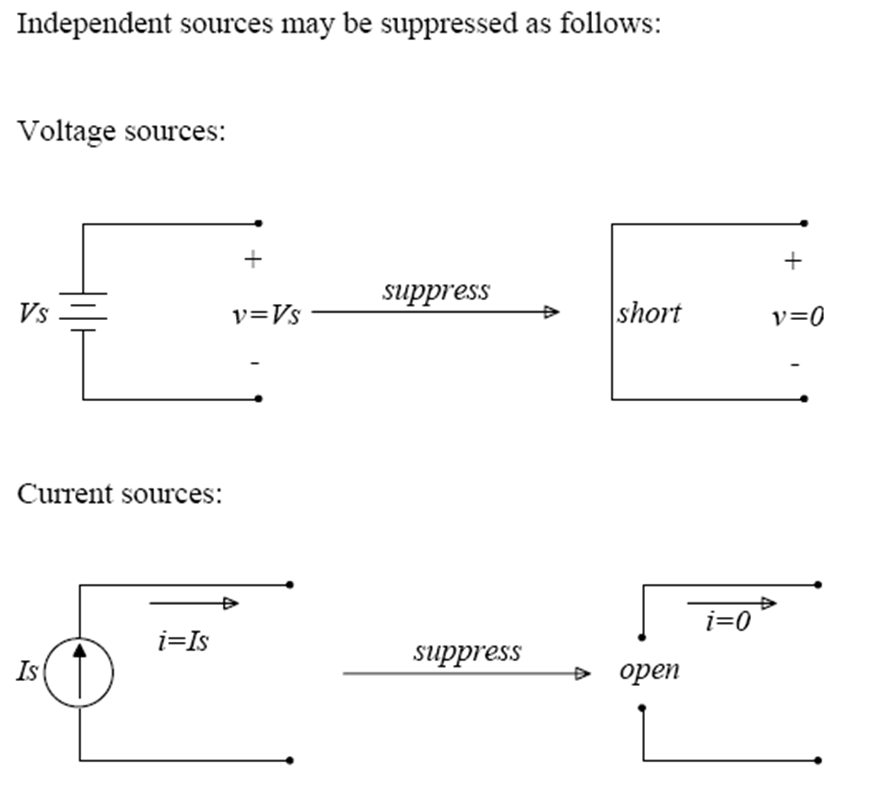 Independent sources may be suppressed as follows:
Voltage sources:
+
Vs
v=Vs
-
suppress
short
+
v=0
-
Current sources:
i=Is
Is
suppress
i=0
open